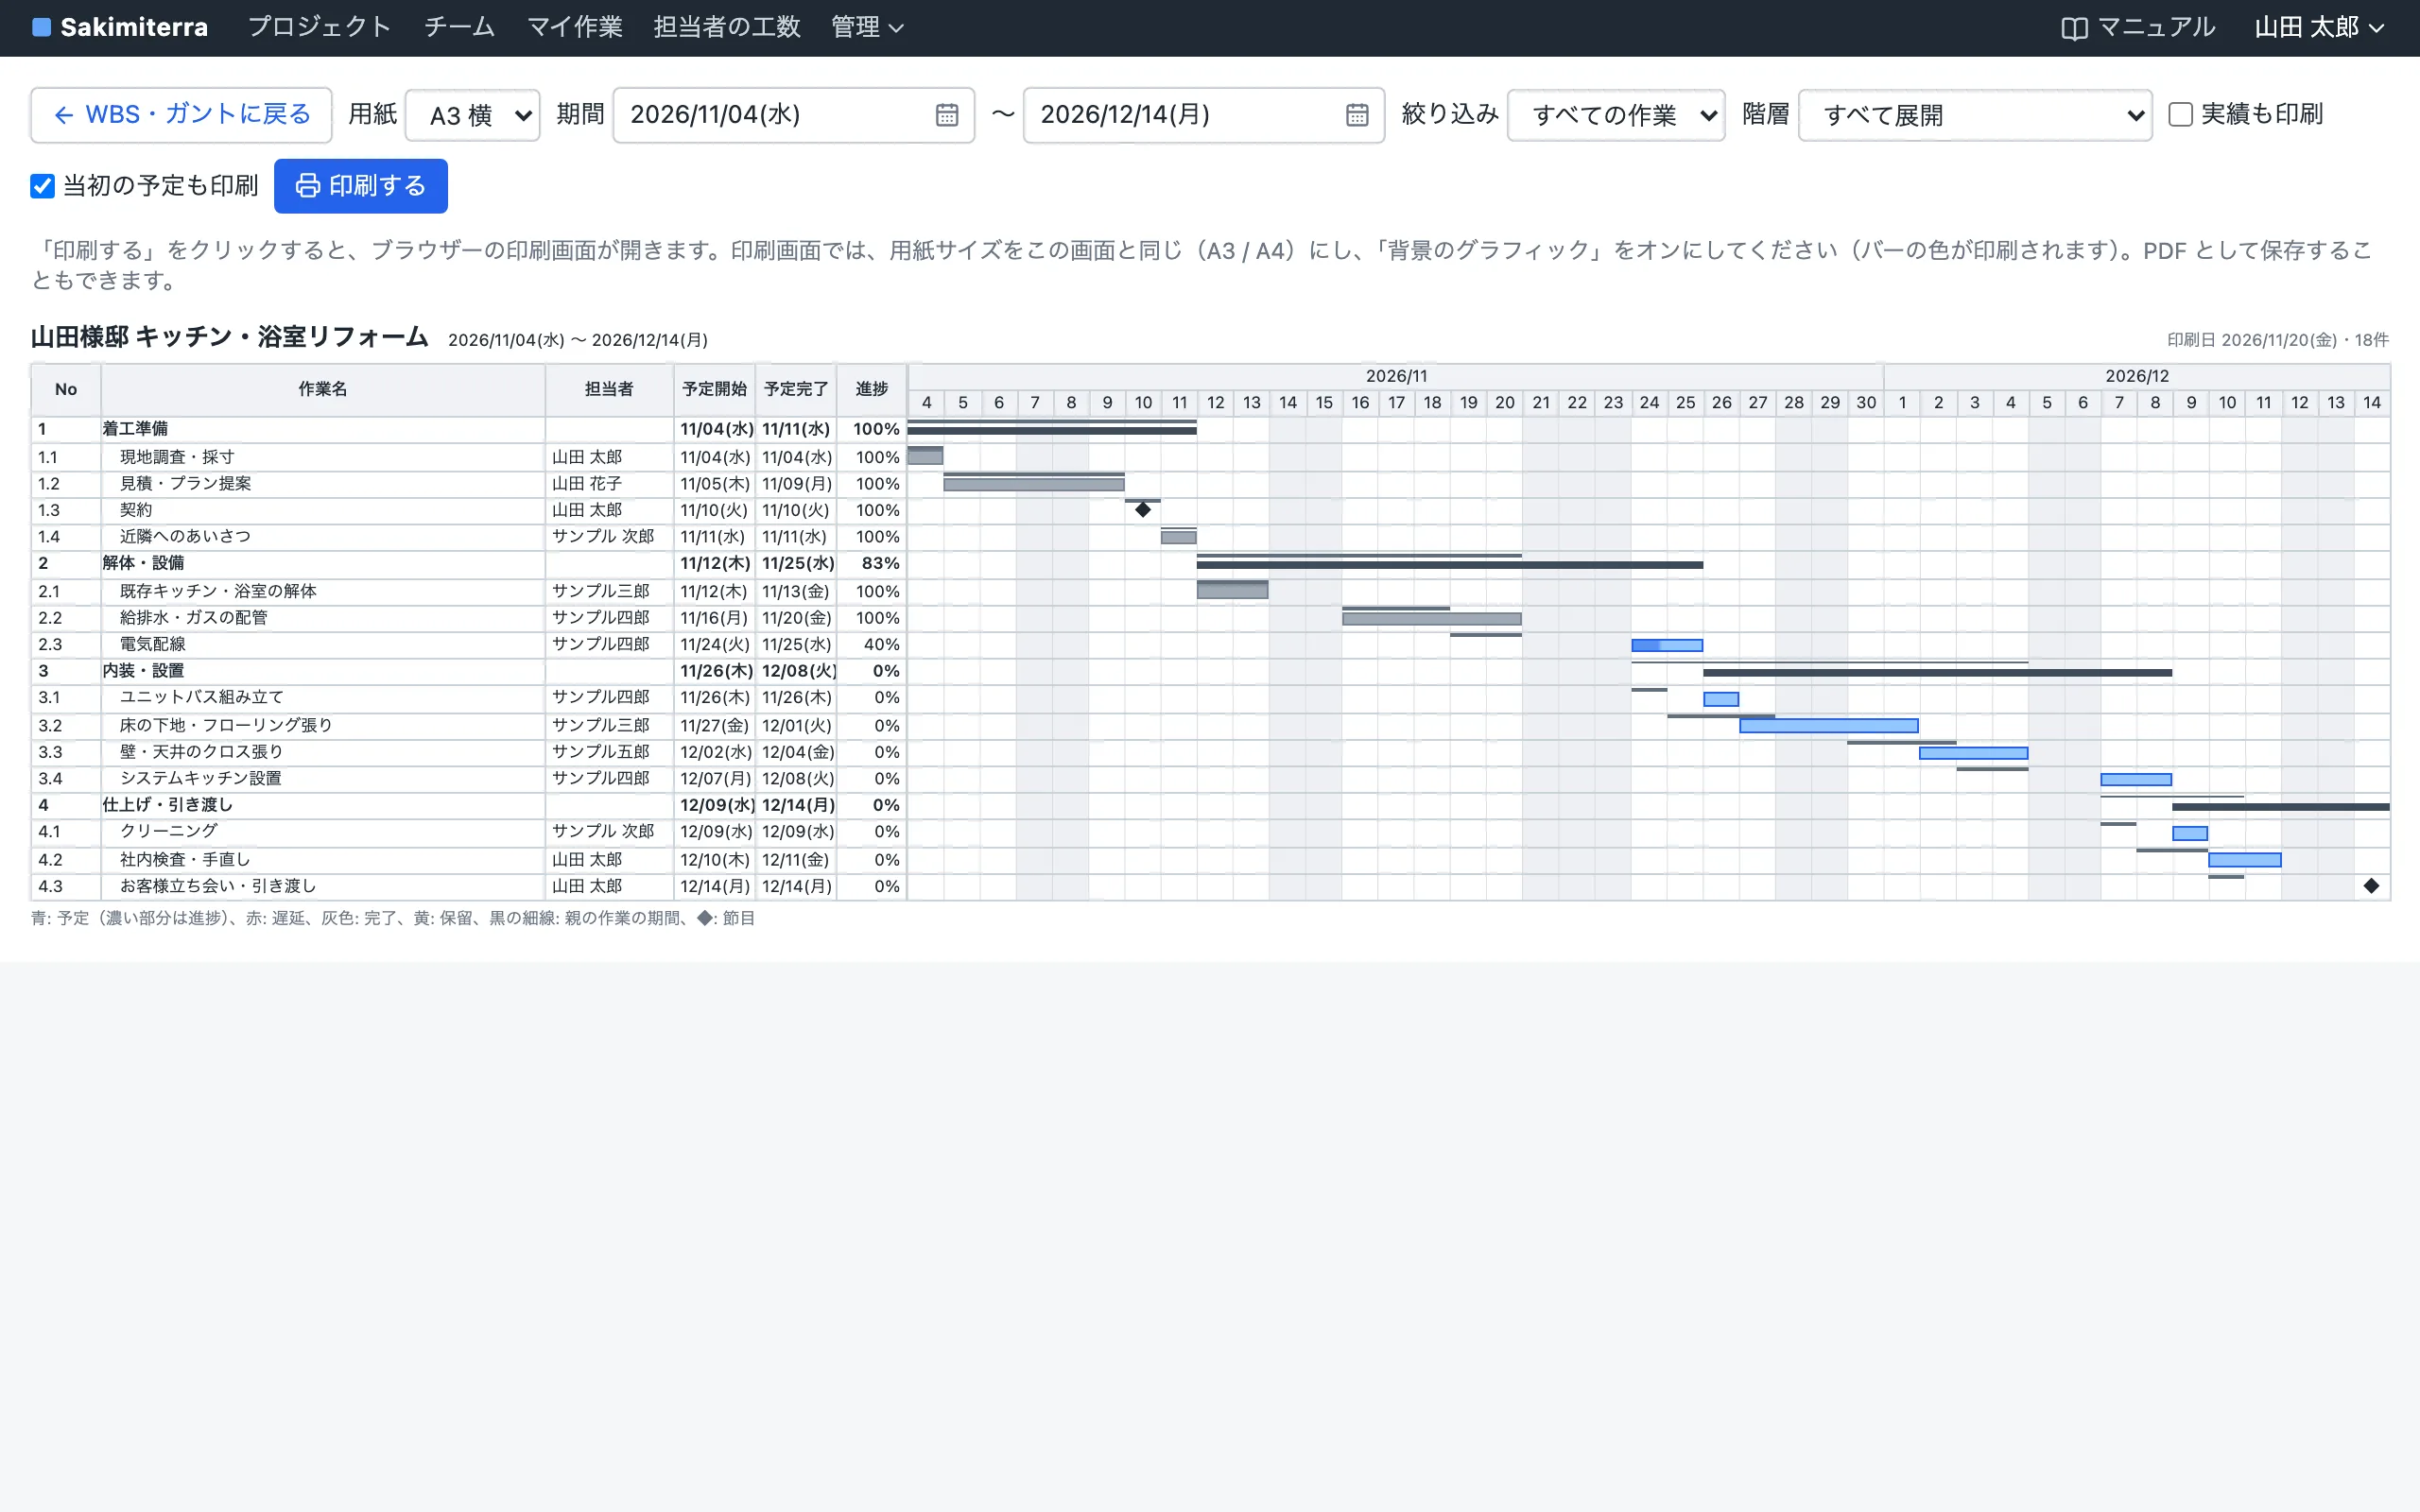 Sakimiterra プロジェクト チーム マイ作業 担当者の工数 管理 マニュアル 山田 太郎
← WBS・ガントに戻る 用紙 A3 横 期間 2026/11/04(水) 〜 2026/12/14(月) 絞り込み すべての作業 階層 すべて展開 実績も印刷
当初の予定も印刷 印刷する
「印刷する」をクリックすると、ブラウザーの印刷画面が開きます。印刷画面では、用紙サイズをこの画面と同じ（A3 / A4）にし、「背景のグラフィック」をオンにしてください（バーの色が印刷されます）。PDF として保存するこ
ともできます。
山田様邸 キッチン・浴室リフォーム 2026/11/04(水) 〜 2026/12/14(月) 印刷日 2026/11/20(金)・18件
No 作業名 担当者 予定開始 予定完了 進捗 2026/11 2026/12
4 5 6 7 8 9 10 11 12 13 14 15 16 17 18 19 20 21 22 23 24 25 26 27 28 29 30 1 2 3 4 5 6 7 8 9 10 11 12 13 14
1 着工準備 11/04(水) 11/11(水) 100%
1.1 現地調査・採寸 山田 太郎 11/04(水) 11/04(水) 100%
1.2 見積・プラン提案 山田 花子 11/05(木) 11/09(月) 100%
1.3 契約 山田 太郎 11/10(火) 11/10(火) 100%
1.4 近隣へのあいさつ サンプル 次郎 11/11(水) 11/11(水) 100%
2 解体・設備 11/12(木) 11/25(水) 83%
2.1 既存キッチン・浴室の解体 サンプル三郎 11/12(木) 11/13(金) 100%
2.2 給排水・ガスの配管 サンプル四郎 11/16(月) 11/20(金) 100%
2.3 電気配線 サンプル四郎 11/24(火) 11/25(水) 40%
3 内装・設置 11/26(木) 12/08(火) 0%
3.1 ユニットバス組み立て サンプル四郎 11/26(木) 11/26(木) 0%
3.2 床の下地・フローリング張り サンプル三郎 11/27(金) 12/01(火) 0%
3.3 壁・天井のクロス張り サンプル五郎 12/02(水) 12/04(金) 0%
3.4 システムキッチン設置 サンプル四郎 12/07(月) 12/08(火) 0%
4 仕上げ・引き渡し 12/09(水) 12/14(月) 0%
4.1 クリーニング サンプル 次郎 12/09(水) 12/09(水) 0%
4.2 社内検査・手直し 山田 太郎 12/10(木) 12/11(金) 0%
4.3 お客様立ち会い・引き渡し 山田 太郎 12/14(月) 12/14(月) 0%
青: 予定（濃い部分は進捗）、赤: 遅延、灰色: 完了、黄: 保留、黒の細線: 親の作業の期間、◆: 節目